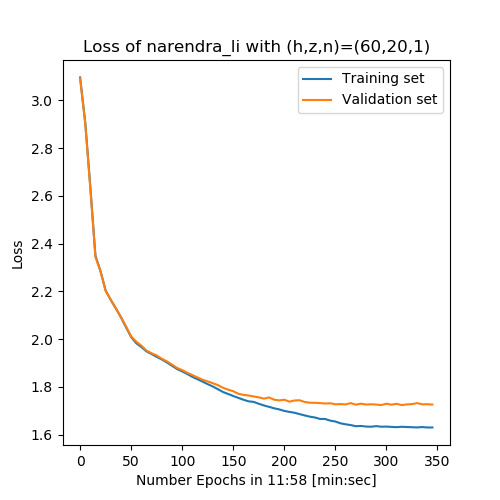 Loss of narendra_li with (h,z,n)=(60,20,1)
Training set
Validation set
Loss
3.0
2.8
2.6
2.4
2.2
2.0
1.8
1.6
0 50 100 150 200 250 300 350
Number Epochs in 11:58 [min:sec]